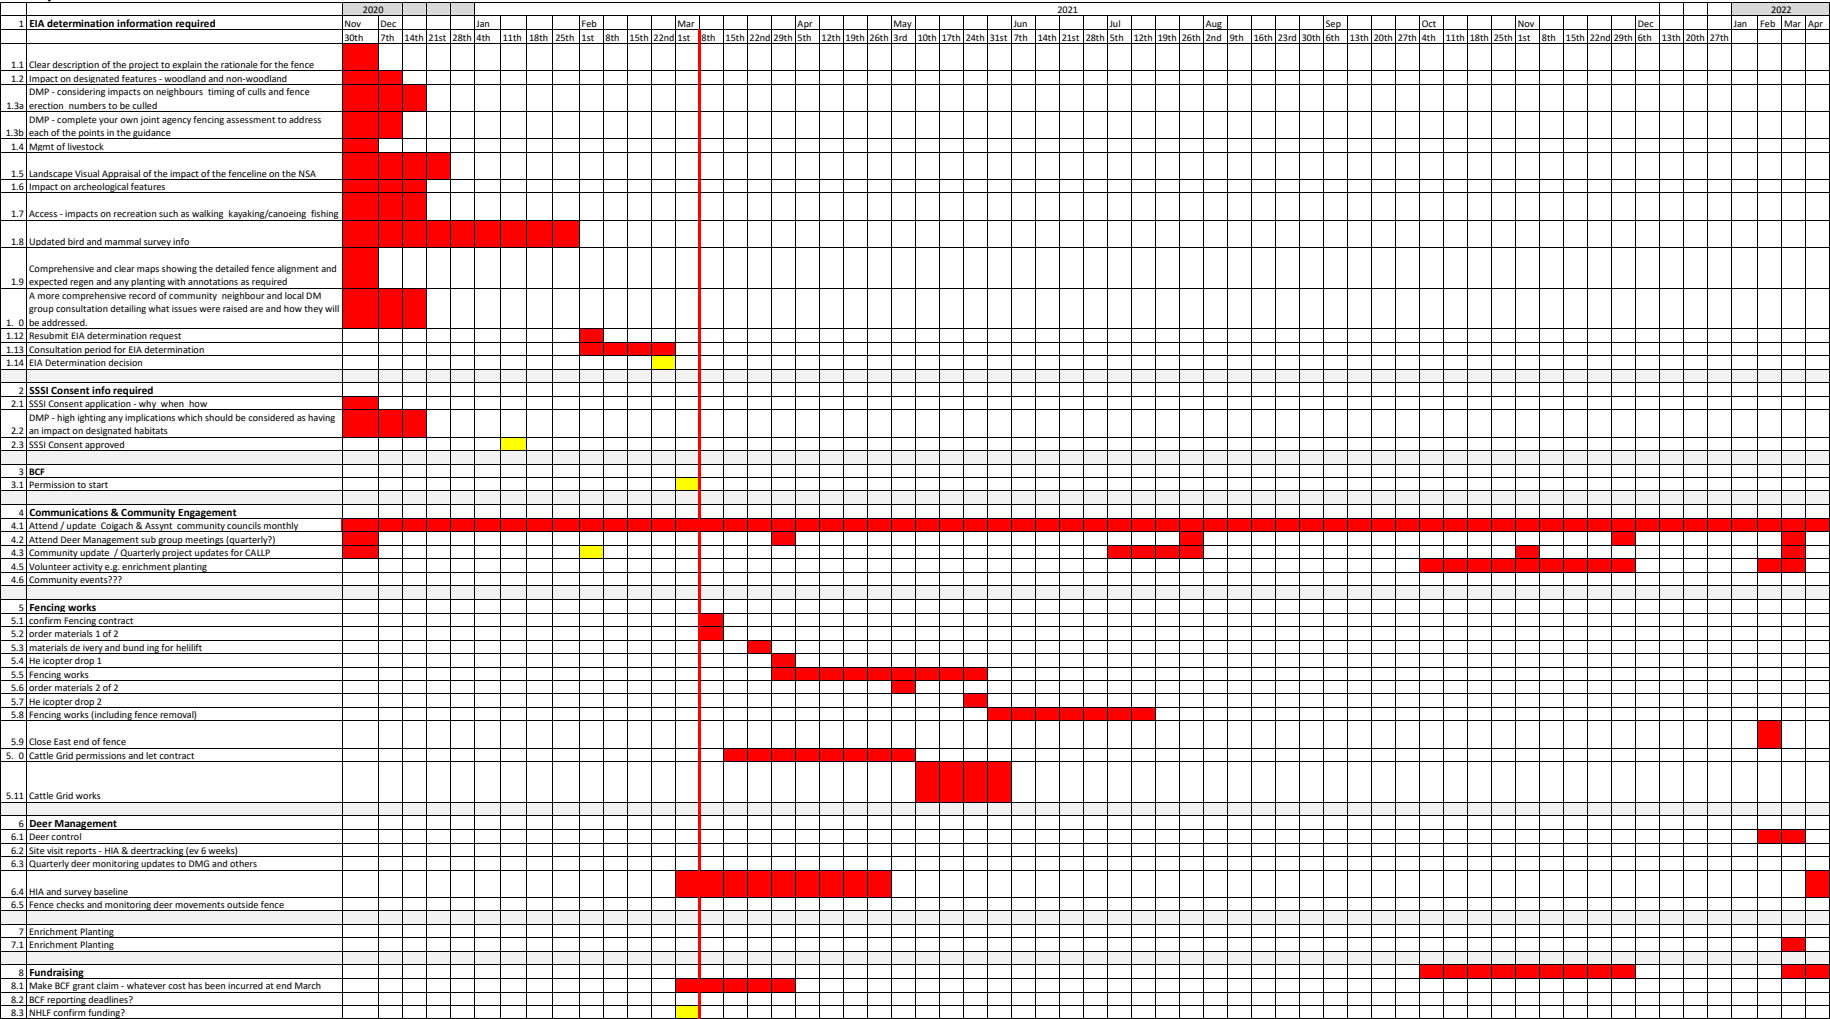 2020 2021 2022
1 EIA determination information required Nov Dec Jan Feb Mar Apr May Jun Jul Aug Sep Oct Nov Dec Jan Feb Mar Apr
30th 7th 14th 21st 28th 4th 11th 18th 25th 1st 8th 15th 22nd 1st 8th 15th 22nd 29th 5th 12th 19th 26th 3rd 10th 17th 24th 31st 7th 14th 21st 28th 5th 12th 19th 26th 2nd 9th 16th 23rd 30th 6th 13th 20th 27th 4th 11th 18th 25th 1st 8th 15th 22nd 29th 6th 13th 20th 27th
1.1 Clear description of the project to explain the rationale for the fence
1.2 Impact on designated features - woodland and non-woodland
DMP - considering impacts on neighbours timing of culls and fence
1.3a erection numbers to be culled
DMP - complete your own joint agency fencing assessment to address
1.3b each of the points in the guidance
1.4 Mgmt of livestock
1.5 Landscape Visual Appraisal of the impact of the fenceline on the NSA
1.6 Impact on archeological features
1.7 Access - impacts on recreation such as walking kayaking/canoeing fishing
1.8 Updated bird and mammal survey info
Comprehensive and clear maps showing the detailed fence alignment and
1.9 expected regen and any planting with annotations as required
A more comprehensive record of community neighbour and local DM
group consultation detailing what issues were raised are and how they will
1. 0 be addressed.
1.12 Resubmit EIA determination request
1.13 Consultation period for EIA determination
1.14 EIA Determination decision
2 SSSI Consent info required
2.1 SSSI Consent application - why when how
DMP - high ighting any implications which should be considered as having
2.2 an impact on designated habitats
2.3 SSSI Consent approved
3 BCF
3.1 Permission to start
4 Communications & Community Engagement
4.1 Attend / update Coigach & Assynt community councils monthly
4.2 Attend Deer Management sub group meetings (quarterly?)
4.3 Community update / Quarterly project updates for CALLP
4.5 Volunteer activity e.g. enrichment planting
4.6 Community events???
5 Fencing works
5.1 confirm Fencing contract
5.2 order materials 1 of 2
5.3 materials de ivery and bund ing for helilift
5.4 He icopter drop 1
5.5 Fencing works
5.6 order materials 2 of 2
5.7 He icopter drop 2
5.8 Fencing works (including fence removal)
5.9 Close East end of fence
5. 0 Cattle Grid permissions and let contract
5.11 Cattle Grid works
6 Deer Management
6.1 Deer control
6.2 Site visit reports - HIA & deertracking (ev 6 weeks)
6.3 Quarterly deer monitoring updates to DMG and others
6.4 HIA and survey baseline
6.5 Fence checks and monitoring deer movements outside fence
7 Enrichment Planting
7.1 Enrichment Planting
8 Fundraising
8.1 Make BCF grant claim - whatever cost has been incurred at end March
8.2 BCF reporting deadlines?
8.3 NHLF confirm funding?